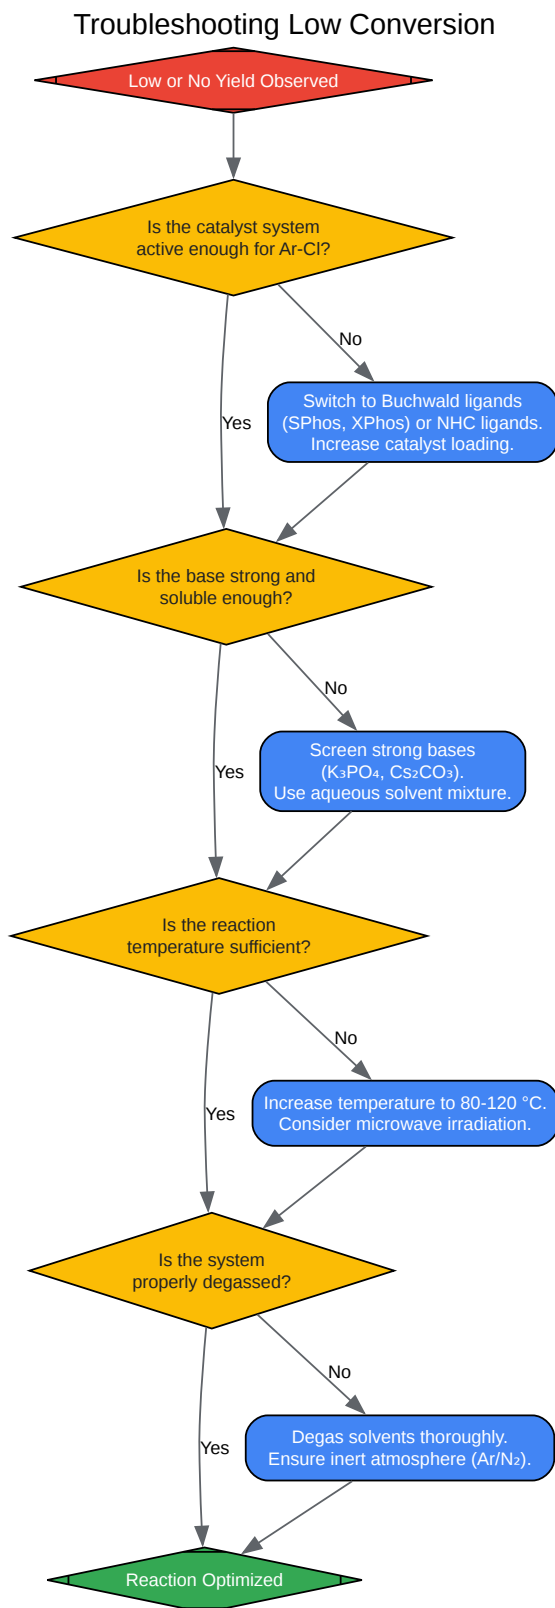 Troubleshooting Low Conversion
Low or No Yield Observed
Is the catalyst system
active enough for Ar-Cl?
No
Yes
Switch to Buchwald ligands
(SPhos, XPhos) or NHC ligands.
Increase catalyst loading.
Is the base strong and
soluble enough?
No
Yes
Screen strong bases
(K₃PO₄, Cs₂CO₃).
Use aqueous solvent mixture.
Is the reaction
temperature sufficient?
No
Yes
Increase temperature to 80-120 °C.
Consider microwave irradiation.
Is the system
properly degassed?
No
Yes
Degas solvents thoroughly.
Ensure inert atmosphere (Ar/N₂).
Reaction Optimized